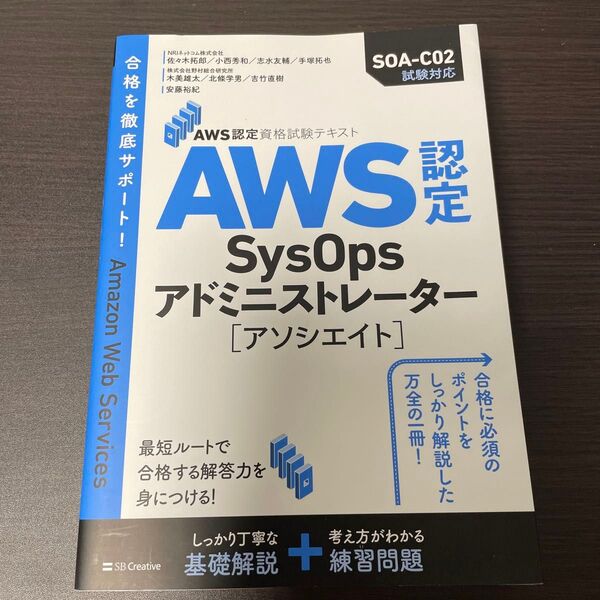 NRIネットコム株式会社
佐々木拓郎／小西秀和／志水友輔／手塚拓也
株式会社野村総合研究所
木美雄太／北條学男／吉竹直樹
安藤裕紀
SOA-C02
試験対応
合格を徹底サポート！ Amazon Web Services
AWS認定資格試験テキスト
AWS認定
SysOps
アドミニストレーター
［アソシエイト］
合格に必須の
ポイントを
しっかり解説した
万全の一冊！
最短ルートで
合格する解答力を
身につける！
しっかり丁寧な
基礎解説
+
考え方がわかる
練習問題
SB Creative